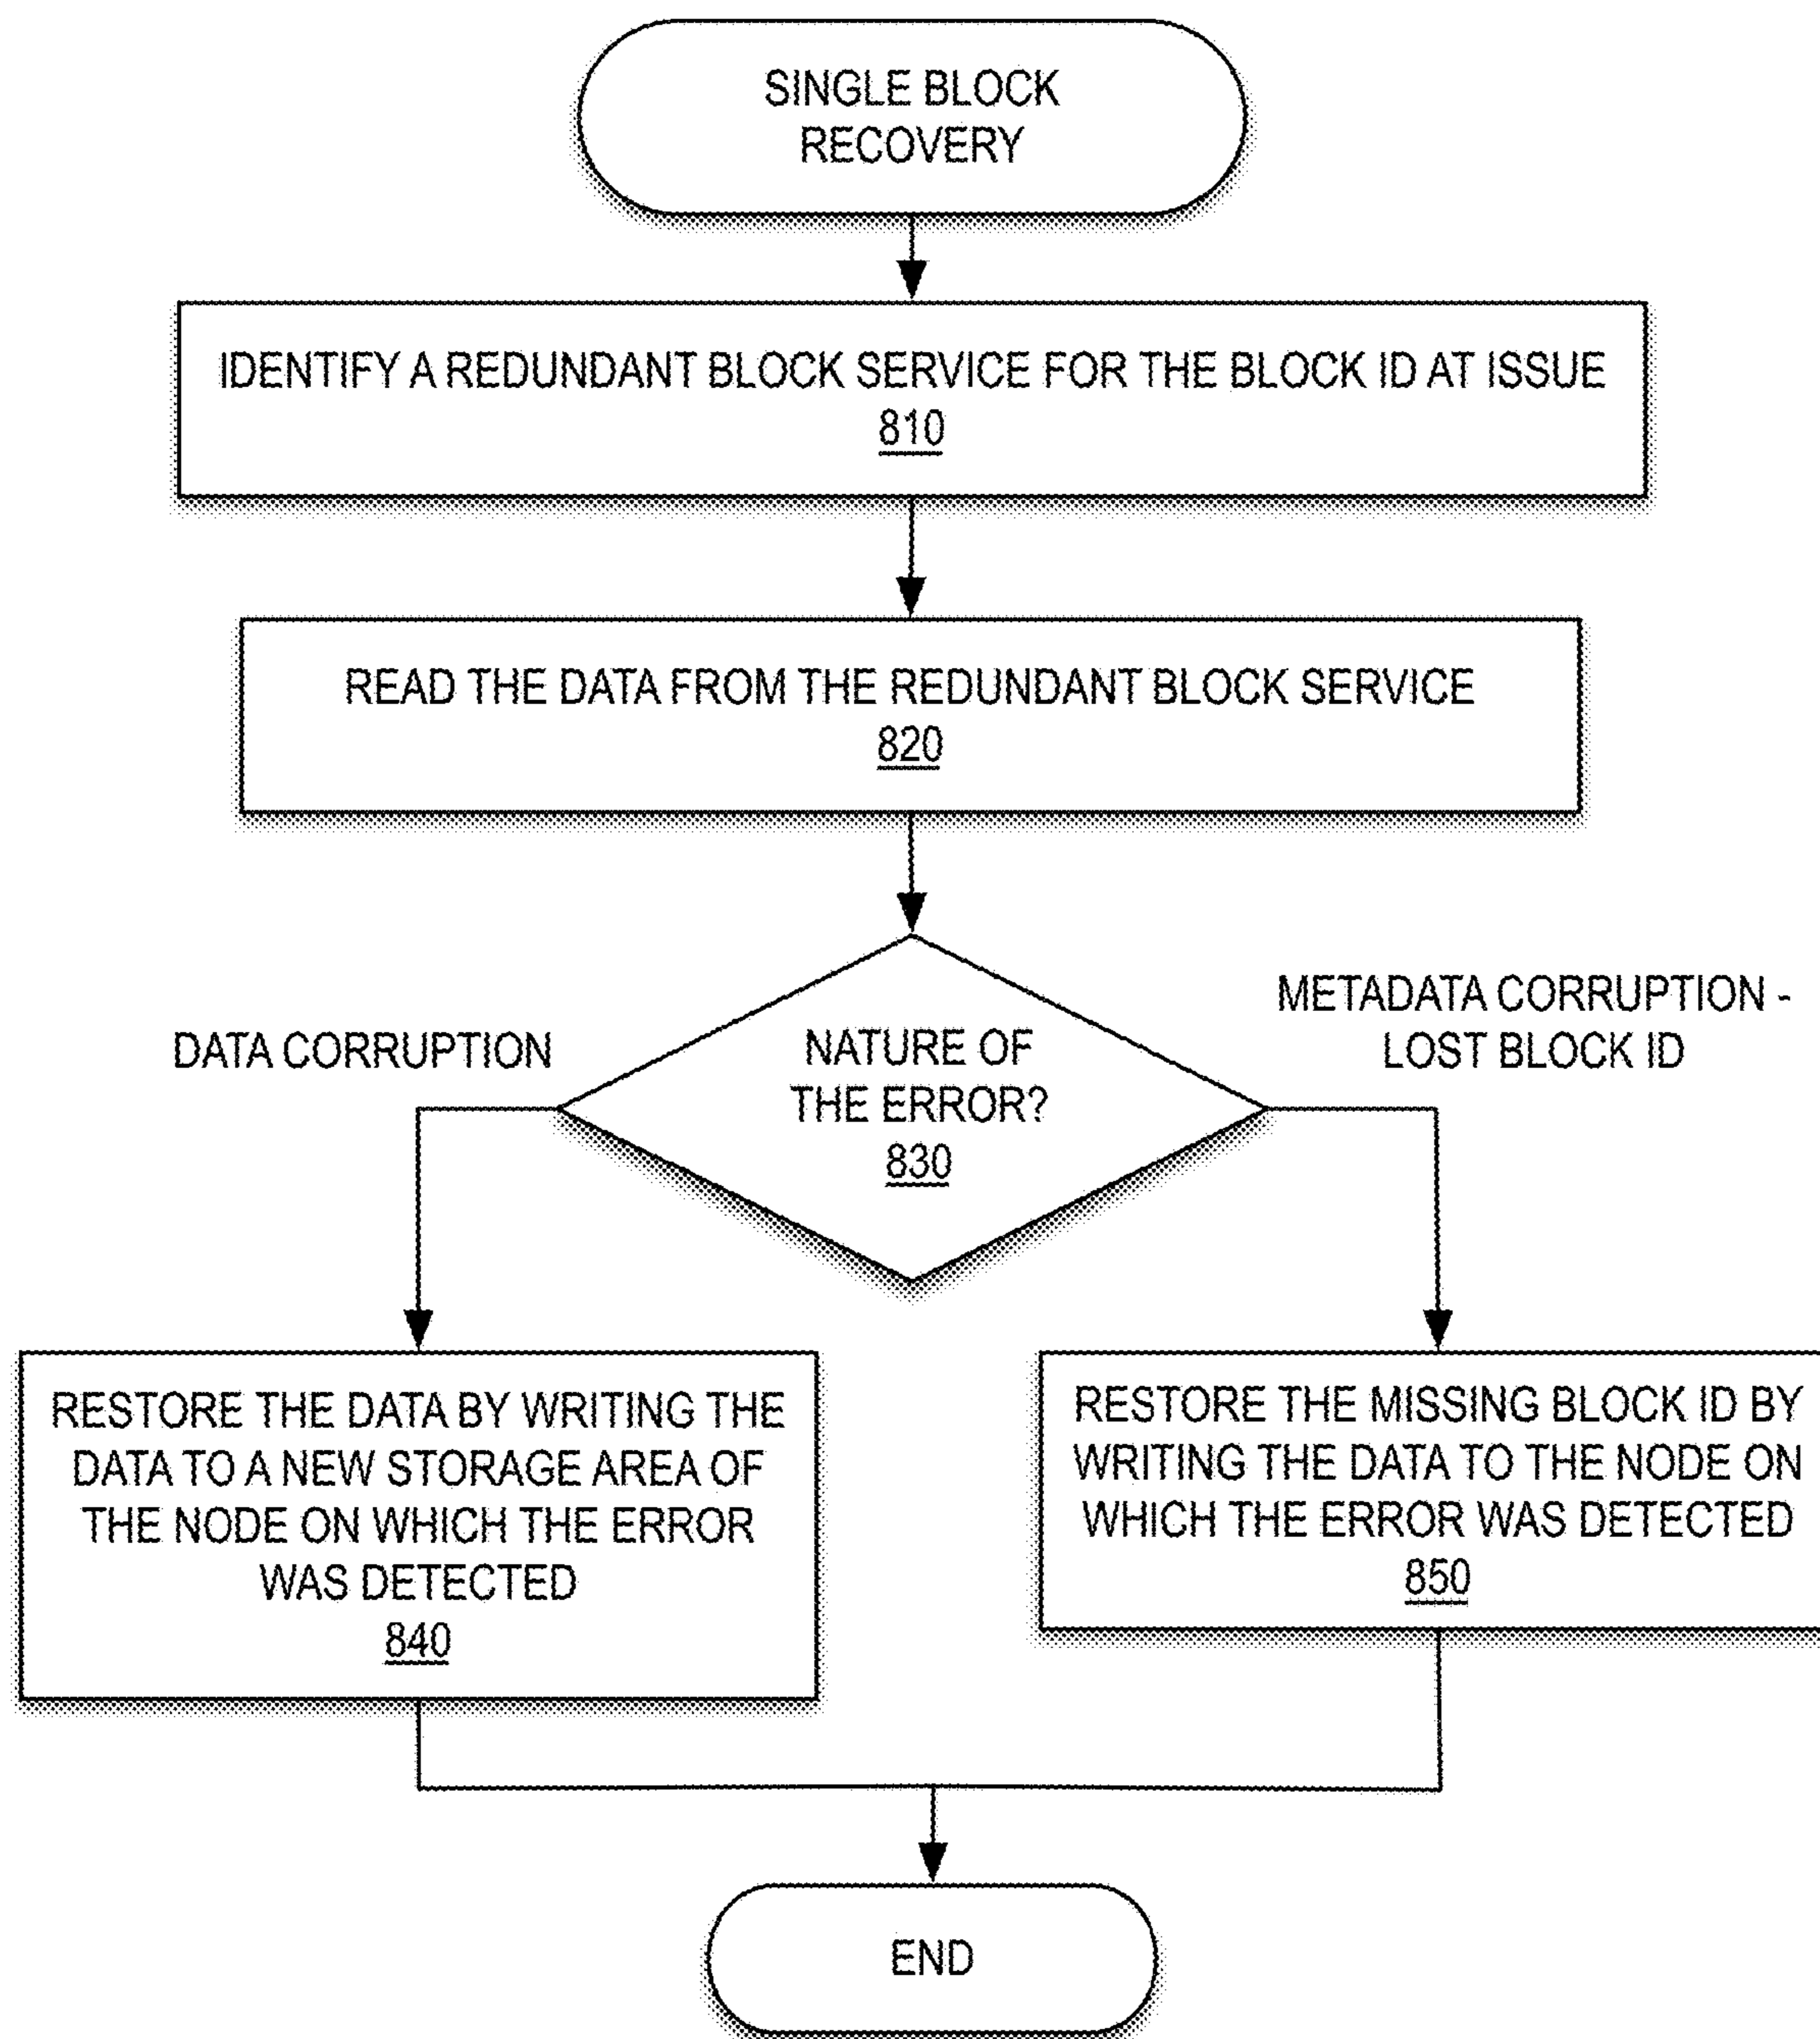 SINGLE BLOCK
RECOVERY
IDENTIFY A REDUNDANT BLOCK SERVICE FOR THE BLOCK ID AT ISSUE
810
READ THE DATA FROM THE REDUNDANT BLOCK SERVICE
820
DATA CORRUPTION
NATURE OF
THE ERROR?
830
METADATA CORRUPTION -
LOST BLOCK ID
RESTORE THE DATA BY WRITING THE
DATA TO A NEW STORAGE AREA OF
THE NODE ON WHICH THE ERROR
WAS DETECTED
840
RESTORE THE MISSING BLOCK ID BY
WRITING THE DATA TO THE NODE ON
WHICH THE ERROR WAS DETECTED
850
END